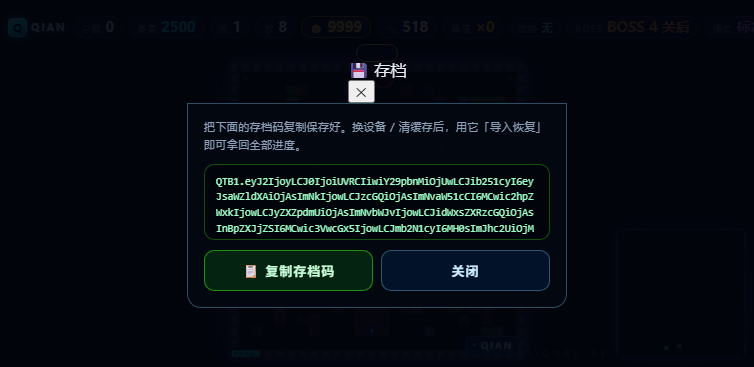 QIAN
2500
8
9999
518
×0
无
BOSS 4 关后
💾 存档
×
把下面的存档码复制保存好。换设备 / 清缓存后，用它「导入恢复」
即可拿回全部进度。
QTB1.eyJ2IjoyLCJ0IjoiUVRCIiwiY29pbnMiOjUwLCJib251cyI6ey
JsaWZldXAiOjAsImNkIjowLCJzcGQiOjAsImNvaW51cCI6MCwic2hpZ
WxkIjowLCJyZXZpdmUiOjAsImNvbWJvIjowLCJidWxsZXRzcGQiOjAs
InBpZXJjZSI6MCwic3VwcGx5IjowLCJmb2N1cyI6MH0sImJhc2UiOjM
📋 复制存档码
关闭
QIAN